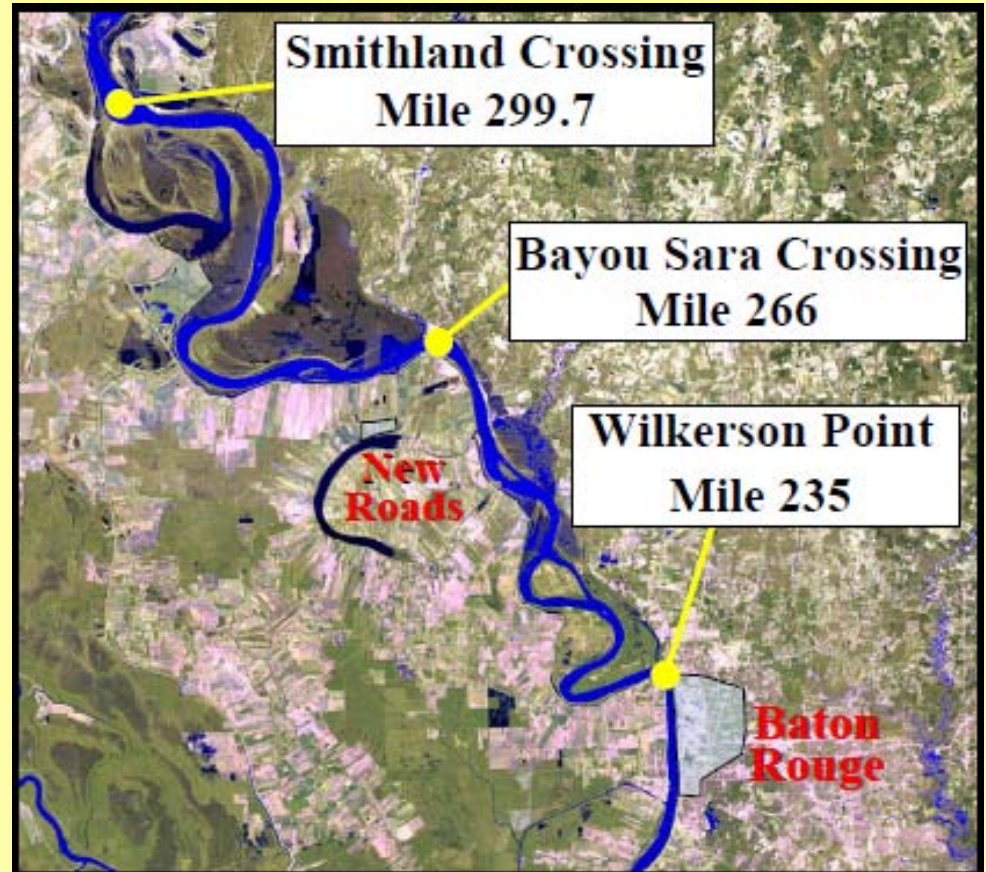 Smithland Crossing
Mile 299.7
Bayou Sara Crossing
Mile 266
Wilkerson Point
Mile 235
New
Roads
Baton
Rouge